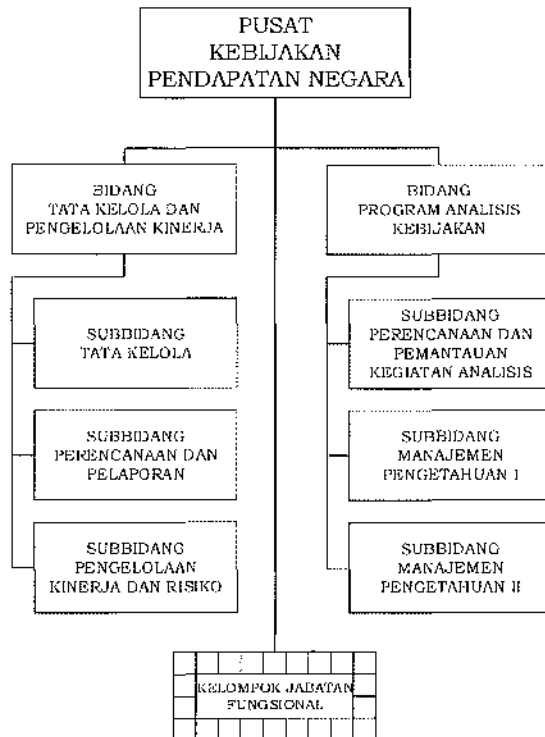 PUSAT
KEBIJAKAN
PENDAPATAN NEGARA
BIDANG
TATA KELOLA DAN
PENGELOLAAN KINERJA
BIDANG
PROGRAM ANALISIS
KEBIJAKAN
SUBBIDANG
TATA KELOLA
SUBBIDANG
PERENCANAAN DAN
PELAPORAN
SUBBIDANG
PENGELOLAAN
KINERJA DAN RISIKO
SUBBIDANG
PERENCANAAN DAN
PEMANTAUAN
KEGIATAN ANALISIS
SUBBIDANG
MANAJEMEN
PENGETAHUAN I
SUBBIDANG
MANAJEMEN
PENGETAHUAN II
KELOMPOK JABATAN
FUNGSIONAL